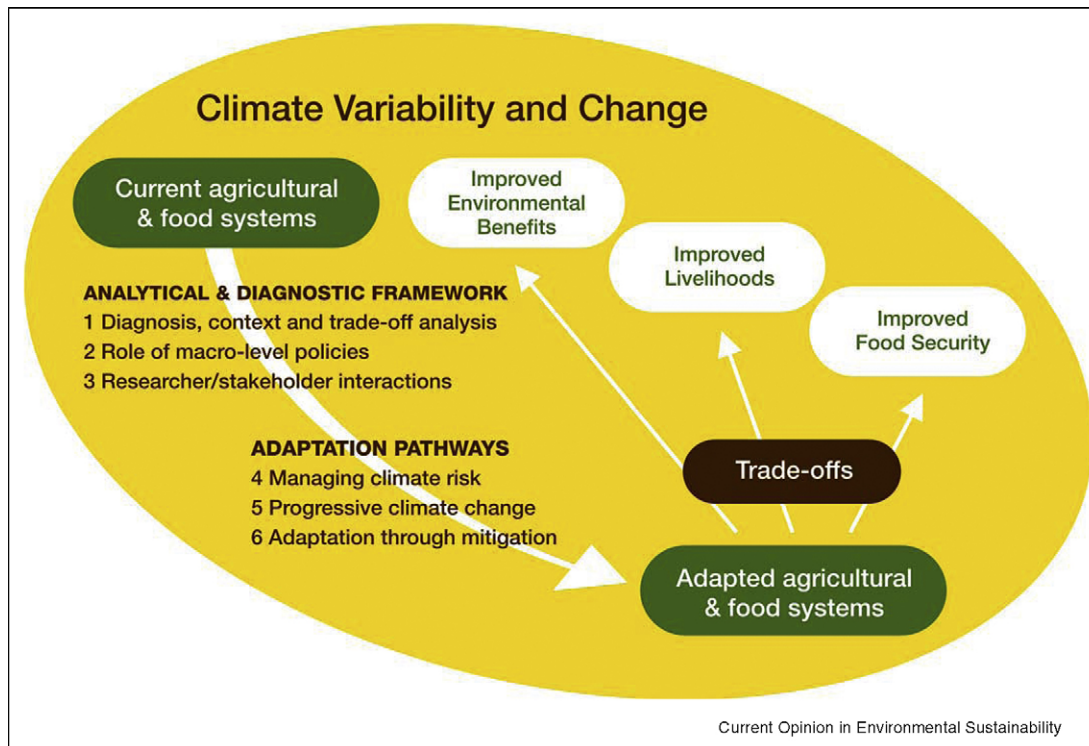 Climate Variability and Change
Current agricultural
& food systems
Improved
Environmental
Benefits
Improved
Livelihoods
Improved
Food Security
ANALYTICAL & DIAGNOSTIC FRAMEWORK
1 Diagnosis, context and trade-off analysis
2 Role of macro-level policies
3 Researcher/stakeholder interactions
ADAPTATION PATHWAYS
4 Managing climate risk
5 Progressive climate change
6 Adaptation through mitigation
Trade-offs
Adapted agricultural
& food systems
Current Opinion in Environmental Sustainability